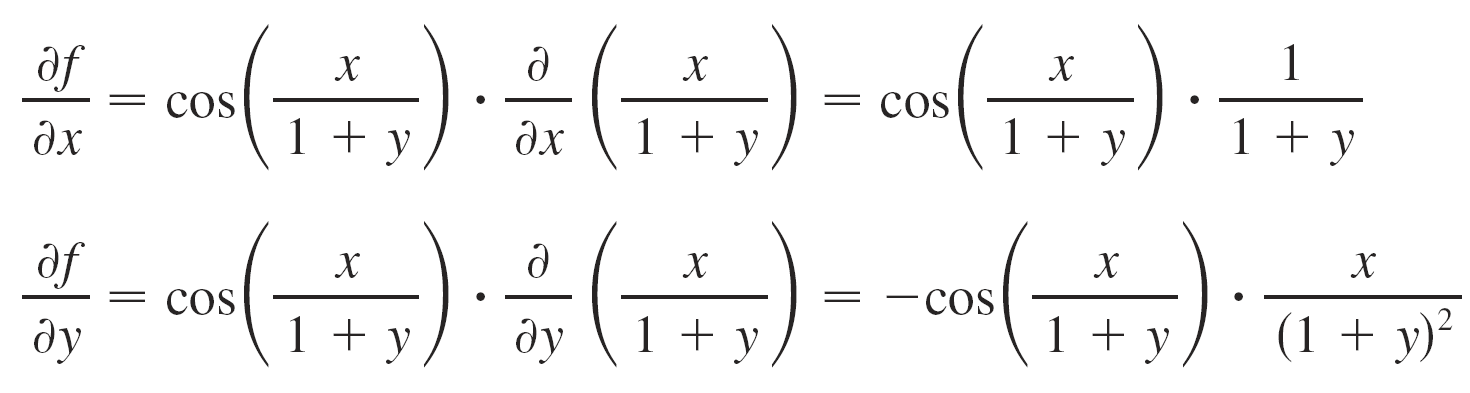 ∂f/∂x = cos(x/(1 + y)) · ∂/∂x (x/(1 + y)) = cos(x/(1 + y)) · 1/(1 + y)
∂f/∂y = cos(x/(1 + y)) · ∂/∂y (x/(1 + y)) = −cos(x/(1 + y)) · x/(1 + y)²